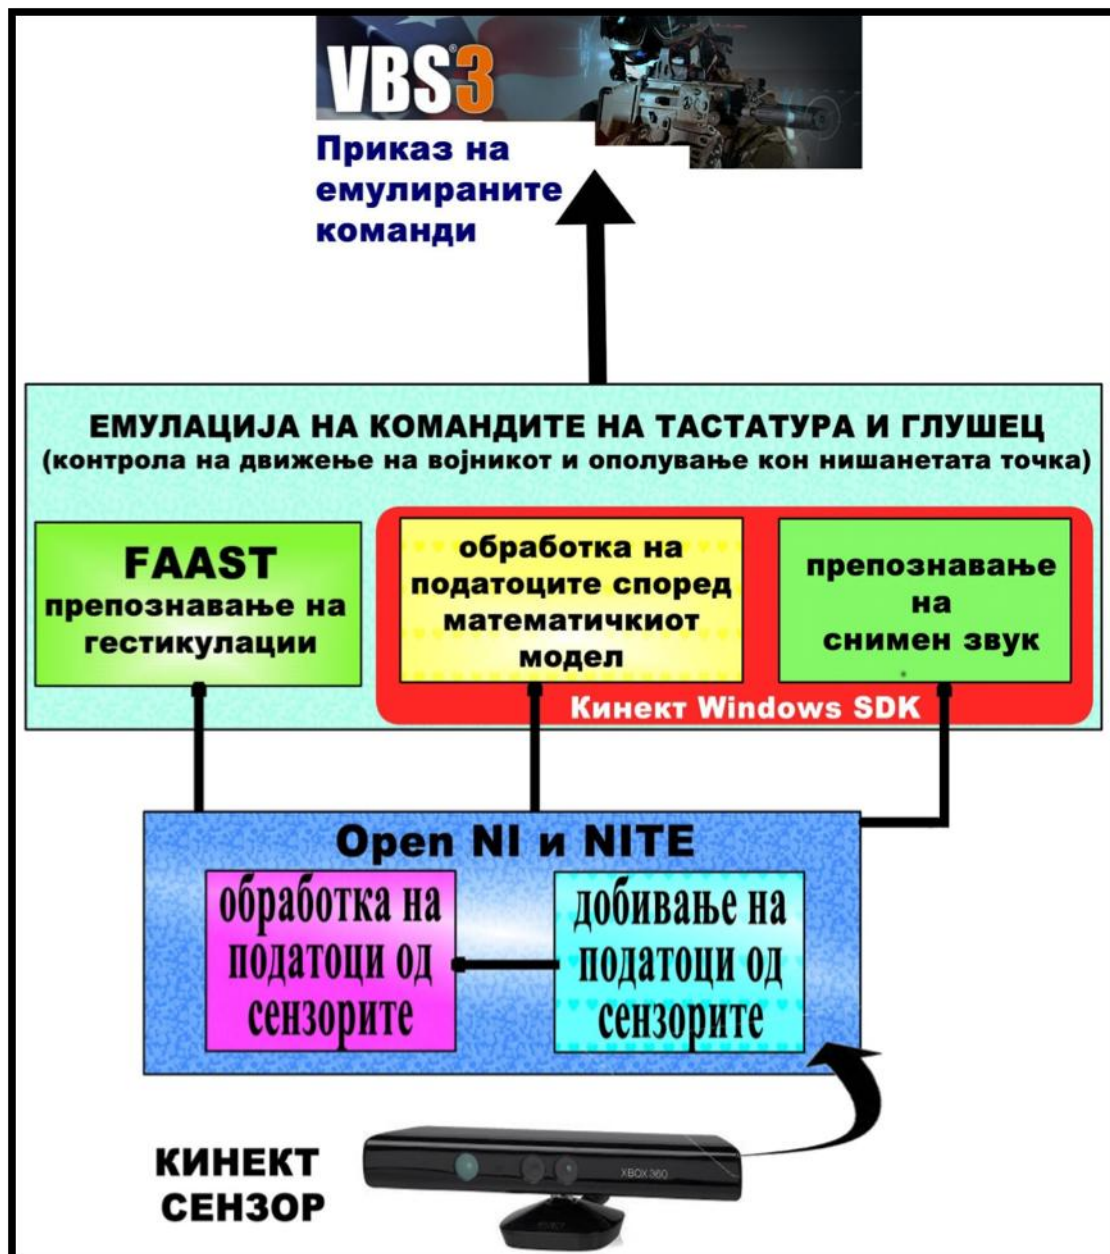 VBS®3
Приказ на
емулираните
команди
ЕМУЛАЦИЈА НА КОМАНДИТЕ НА ТАСТАТУРА И ГЛУШЕЦ
(контрола на движење на војникот и ополување кон нишанетата точка)
FAAST
препознавање на
гестикулации
обработка на
податоците според
математичкиот
модел
препознавање
на
снимен звук
Кинект Windows SDK
Open NI и NITE
обработка на
податоци од
сензорите
добивање на
податоци од
сензорите
КИНЕКТ
СЕНЗОР
XBOX 360